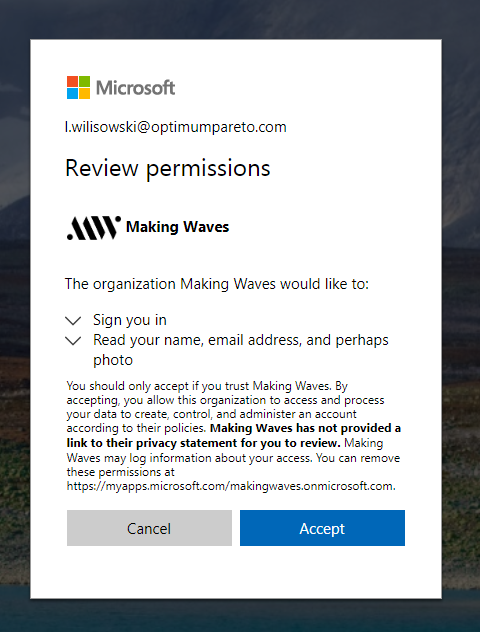 Microsoft
l.wilisowski@optimumpareto.com
Review permissions
Making Waves
The organization Making Waves would like to:
Sign you in
Read your name, email address, and perhaps
photo
You should only accept if you trust Making Waves. By
accepting, you allow this organization to access and process
your data to create, control, and administer an account
according to their policies. Making Waves has not provided a
link to their privacy statement for you to review. Making
Waves may log information about your access. You can remove
these permissions at
https://myapps.microsoft.com/makingwaves.onmicrosoft.com.
Cancel
Accept